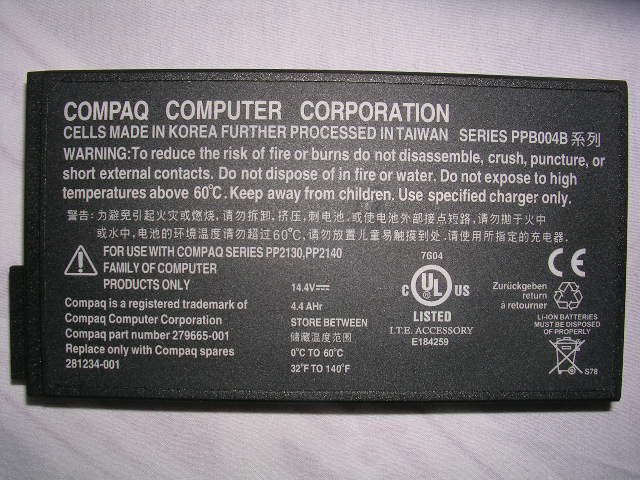 COMPAQ COMPUTER CORPORATION
CELLS MADE IN KOREA FURTHER PROCESSED IN TAIWAN SERIES PPB004B 系列
WARNING:To reduce the risk of fire or burns do not disassemble, crush, puncture, or
short external contacts. Do not dispose of in fire or water. Do not expose to high
temperatures above 60°C. Keep away from children. Use specified charger only.
警告: 为避免引起火灾或燃烧, 请勿拆卸, 挤压, 刺电池, 或使电池外部接点短路, 请勿抛于火中
或水中, 电池的环境温度请勿超过60°C, 请勿放置儿童易触摸到处, 请使用所指定的充电器.
FOR USE WITH COMPAQ SERIES PP2130,PP2140
FAMILY OF COMPUTER
PRODUCTS ONLY
Compaq is a registered trademark of
Compaq Computer Corporation
Compaq part number 279665-001
Replace only with Compaq spares
281234-001
14.4V
4.4 AHr
STORE BETWEEN
储藏温度范围
0°C TO 60°C
32°F TO 140°F
7G04
C UL US
LISTED
I.T.E. ACCESSORY
E184259
CE
Zurückgeben
return
à retourner
LI-ION BATTERIES
MUST BE DISPOSED
OF PROPERLY
S78